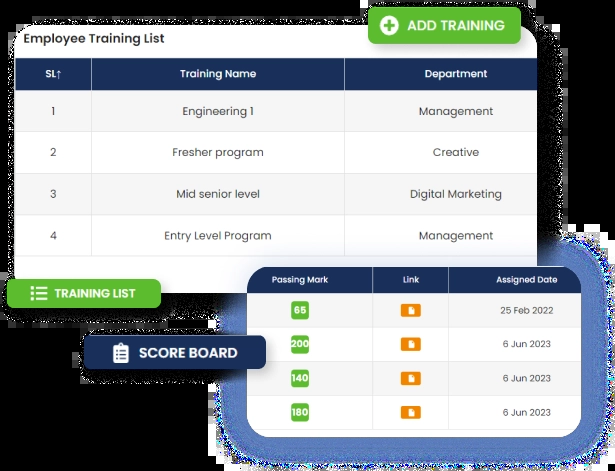 ADD TRAINING
Employee Training List
SL↑ Training Name Department
1 Engineering 1 Management
2 Fresher program Creative
3 Mid senior level Digital Marketing
4 Entry Level Program Management
TRAINING LIST
Passing Mark Link Assigned Date
65 25 Feb 2022
SCORE BOARD
200 6 Jun 2023
140 6 Jun 2023
180 6 Jun 2023